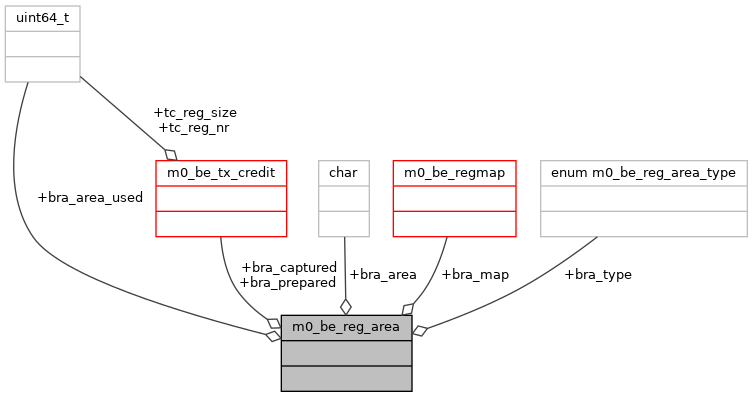 uint64_t
+tc_reg_size
+tc_reg_nr
m0_be_tx_credit
char
m0_be_regmap
enum m0_be_reg_area_type
+bra_area_used
+bra_captured
+bra_prepared
+bra_area
+bra_map
+bra_type
m0_be_reg_area